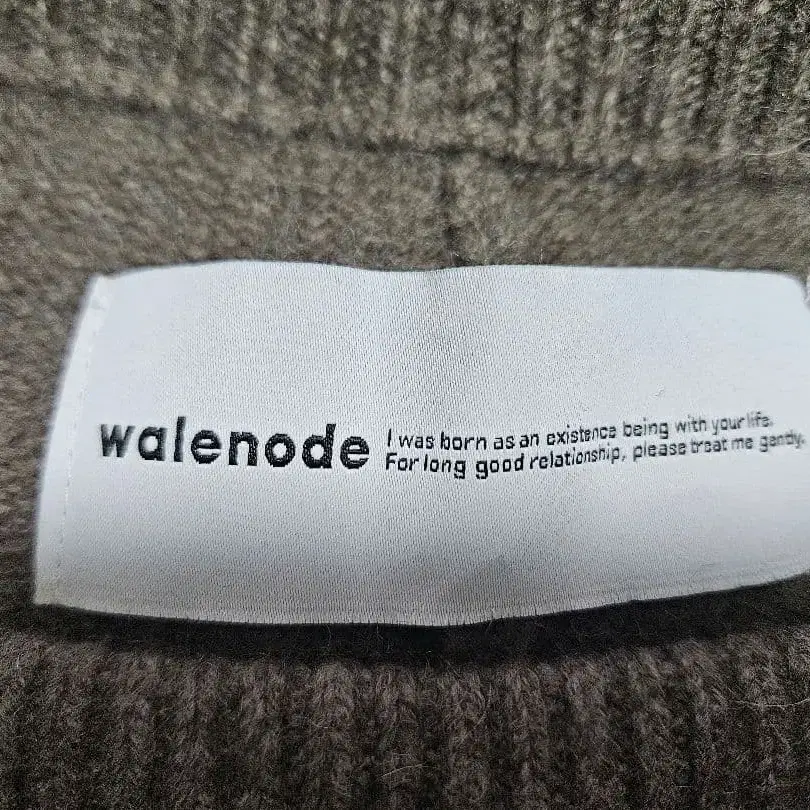 walenode
I was born as an existence being with your life.
For long good relationship, please treat me gently.